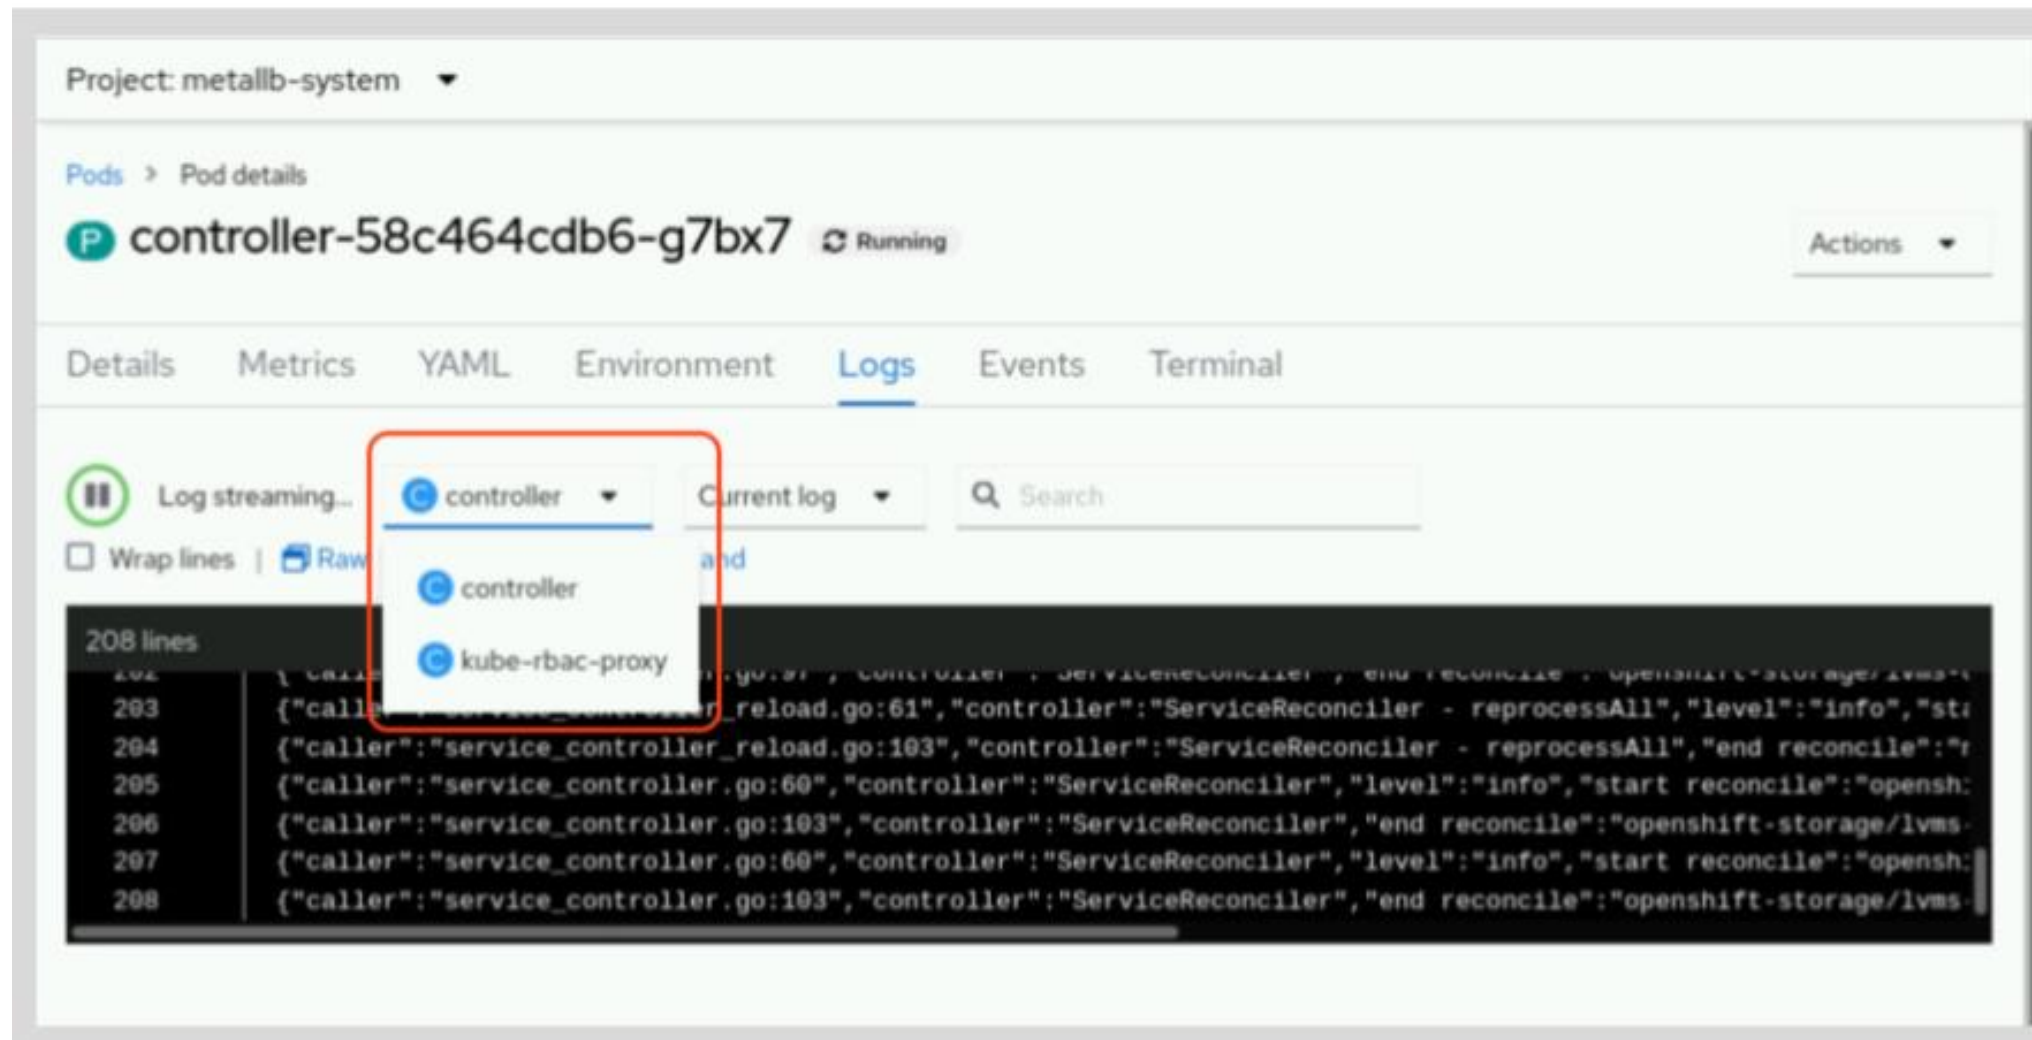 Project: metallb-system
Pods > Pod details
P controller-58c464cdb6-g7bx7 Running
Actions
Details Metrics YAML Environment Logs Events Terminal
Log streaming... C controller Current log Search
Wrap lines | Raw and
C controller
C kube-rbac-proxy
208 lines
203 {"calle _reload.go:61","controller":"ServiceReconciler - reprocessAll","level":"info","sta
204 {"caller":"service_controller_reload.go:103","controller":"ServiceReconciler - reprocessAll","end reconcile":"
205 {"caller":"service_controller.go:60","controller":"ServiceReconciler","level":"info","start reconcile":"opensh
206 {"caller":"service_controller.go:103","controller":"ServiceReconciler","end reconcile":"openshift-storage/lvms-
207 {"caller":"service_controller.go:60","controller":"ServiceReconciler","level":"info","start reconcile":"opensh
208 {"caller":"service_controller.go:103","controller":"ServiceReconciler","end reconcile":"openshift-storage/lvms-